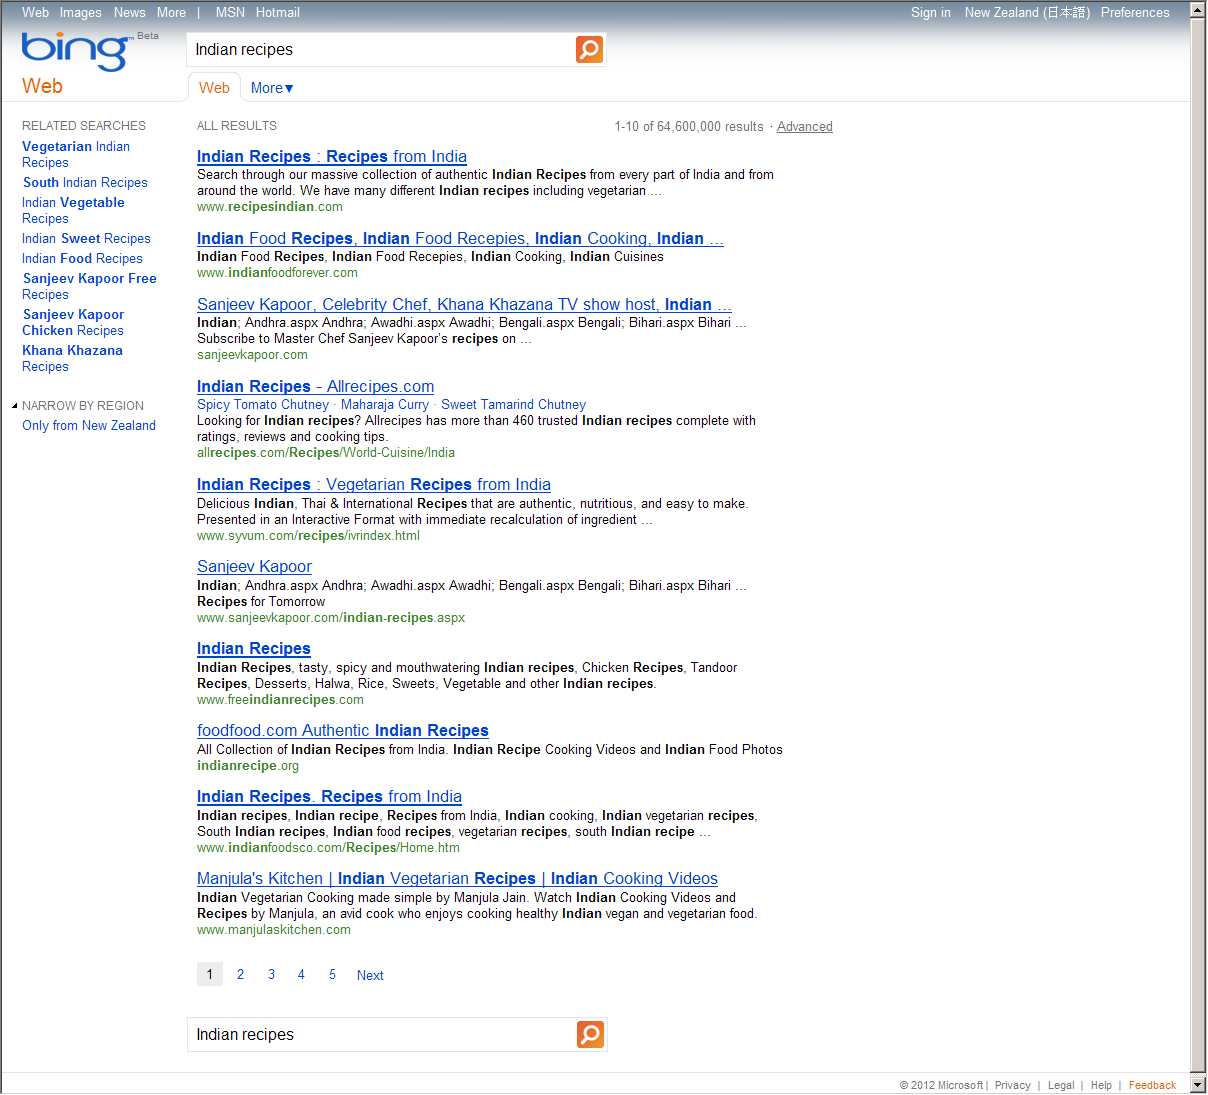 Web Images News More | MSN Hotmail Sign in New Zealand (日本語) Preferences
bing™ Beta
Indian recipes
Web
Web More▼
RELATED SEARCHES
Vegetarian Indian
Recipes
South Indian Recipes
Indian Vegetable
Recipes
Indian Sweet Recipes
Indian Food Recipes
Sanjeev Kapoor Free
Recipes
Sanjeev Kapoor
Chicken Recipes
Khana Khazana
Recipes
NARROW BY REGION
Only from New Zealand
ALL RESULTS 1-10 of 64,600,000 results · Advanced
Indian Recipes : Recipes from India
Search through our massive collection of authentic Indian Recipes from every part of India and from
around the world. We have many different Indian recipes including vegetarian ...
www.recipesindian.com
Indian Food Recipes, Indian Food Recepies, Indian Cooking, Indian ...
Indian Food Recipes, Indian Food Recepies, Indian Cooking, Indian Cuisines
www.indianfoodforever.com
Sanjeev Kapoor, Celebrity Chef, Khana Khazana TV show host, Indian ...
Indian; Andhra.aspx Andhra; Awadhi.aspx Awadhi; Bengali.aspx Bengali; Bihari.aspx Bihari ...
Subscribe to Master Chef Sanjeev Kapoor's recipes on ...
sanjeevkapoor.com
Indian Recipes - Allrecipes.com
Spicy Tomato Chutney · Maharaja Curry · Sweet Tamarind Chutney
Looking for Indian recipes? Allrecipes has more than 460 trusted Indian recipes complete with
ratings, reviews and cooking tips.
allrecipes.com/Recipes/World-Cuisine/India
Indian Recipes : Vegetarian Recipes from India
Delicious Indian, Thai & International Recipes that are authentic, nutritious, and easy to make.
Presented in an Interactive Format with immediate recalculation of ingredient ...
www.syvum.com/recipes/ivrindex.html
Sanjeev Kapoor
Indian; Andhra.aspx Andhra; Awadhi.aspx Awadhi; Bengali.aspx Bengali; Bihari.aspx Bihari ...
Recipes for Tomorrow
www.sanjeevkapoor.com/indian-recipes.aspx
Indian Recipes
Indian Recipes, tasty, spicy and mouthwatering Indian recipes, Chicken Recipes, Tandoor
Recipes, Desserts, Halwa, Rice, Sweets, Vegetable and other Indian recipes.
www.freeindianrecipes.com
foodfood.com Authentic Indian Recipes
All Collection of Indian Recipes from India. Indian Recipe Cooking Videos and Indian Food Photos
indianrecipe.org
Indian Recipes. Recipes from India
Indian recipes, Indian recipe, Recipes from India, Indian cooking, Indian vegetarian recipes,
South Indian recipes, Indian food recipes, vegetarian recipes, south Indian recipe ...
www.indianfoodsco.com/Recipes/Home.htm
Manjula's Kitchen | Indian Vegetarian Recipes | Indian Cooking Videos
Indian Vegetarian Cooking made simple by Manjula Jain. Watch Indian Cooking Videos and
Recipes by Manjula, an avid cook who enjoys cooking healthy Indian vegan and vegetarian food.
www.manjulaskitchen.com
1 2 3 4 5 Next
Indian recipes
© 2012 Microsoft | Privacy | Legal | Help | Feedback